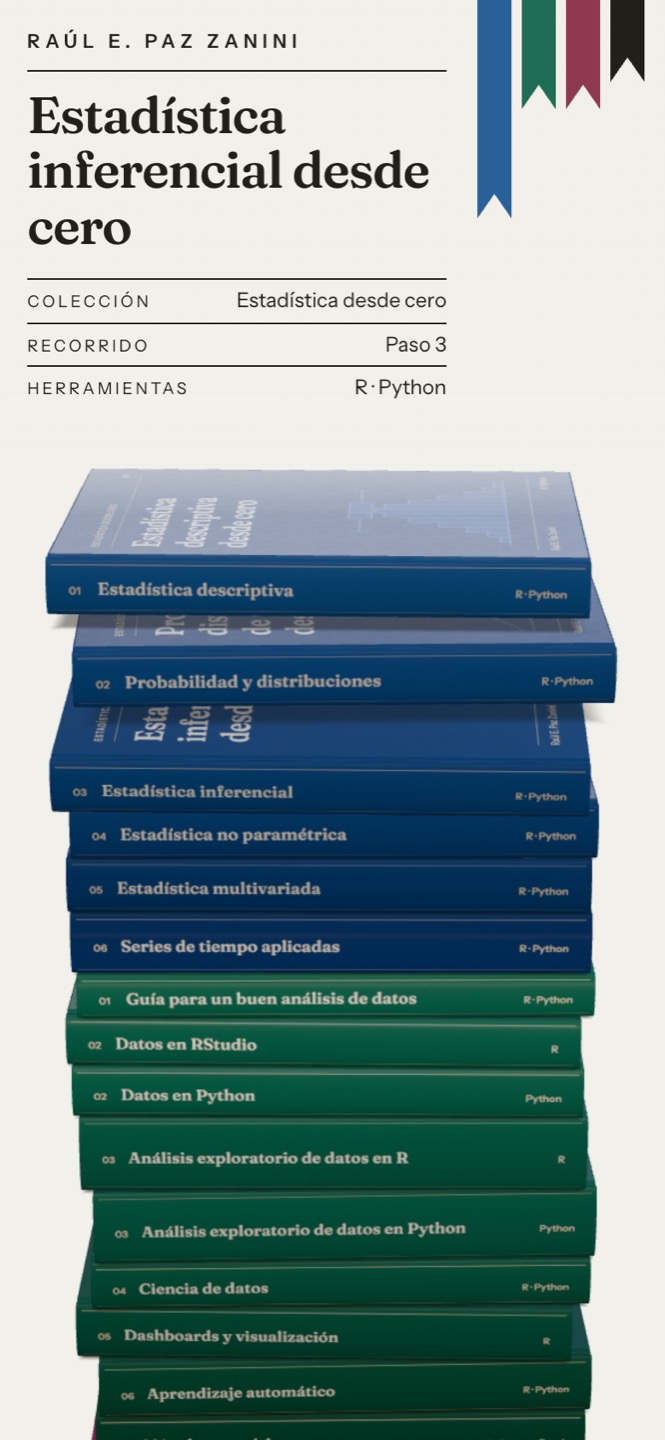 RAÚL E. PAZ ZANINI
Estadística
inferencial desde
cero
COLECCIÓN Estadística desde cero
RECORRIDO Paso 3
HERRAMIENTAS R·Python
Estadística
descriptiva
desde cero
01 Estadística descriptiva R·Python
02 Probabilidad y distribuciones R·Python
03 Estadística inferencial R·Python
04 Estadística no paramétrica R·Python
05 Estadística multivariada R·Python
06 Series de tiempo aplicadas R·Python
01 Guía para un buen análisis de datos R·Python
02 Datos en RStudio R
02 Datos en Python Python
03 Análisis exploratorio de datos en R R
03 Análisis exploratorio de datos en Python Python
04 Ciencia de datos R·Python
05 Dashboards y visualización R
06 Aprendizaje automático R·Python